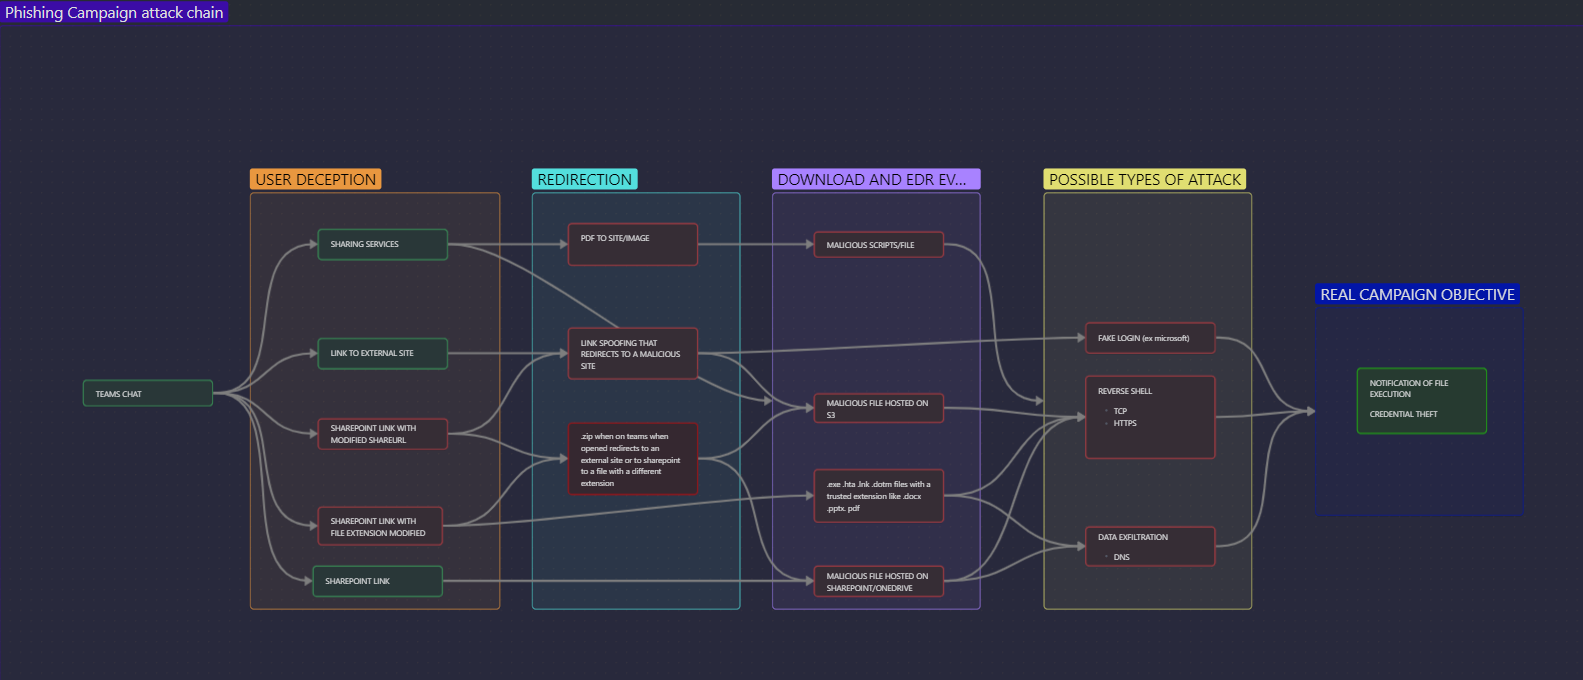 Phishing Campaign attack chain
USER DECEPTION
REDIRECTION
DOWNLOAD AND EDR EV...
POSSIBLE TYPES OF ATTACK
REAL CAMPAIGN OBJECTIVE
TEAMS CHAT
SHARING SERVICES
LINK TO EXTERNAL SITE
SHAREPOINT LINK WITH
MODIFIED SHAREURL
SHAREPOINT LINK WITH
FILE EXTENSION MODIFIED
SHAREPOINT LINK
PDF TO SITE/IMAGE
LINK SPOOFING THAT
REDIRECTS TO A MALICIOUS
SITE
.zip when on teams when
opened redirects to an
external site or to sharepoint
to a file with a different
extension
MALICIOUS SCRIPTS/FILE
MALICIOUS FILE HOSTED ON
S3
.exe .hta .lnk .dotm files with a
trusted extension like .docx
.pptx. pdf
MALICIOUS FILE HOSTED ON
SHAREPOINT/ONEDRIVE
FAKE LOGIN (ex microsoft)
REVERSE SHELL
• TCP
• HTTPS
DATA EXFILTRATION
• DNS
NOTIFICATION OF FILE
EXECUTION
CREDENTIAL THEFT